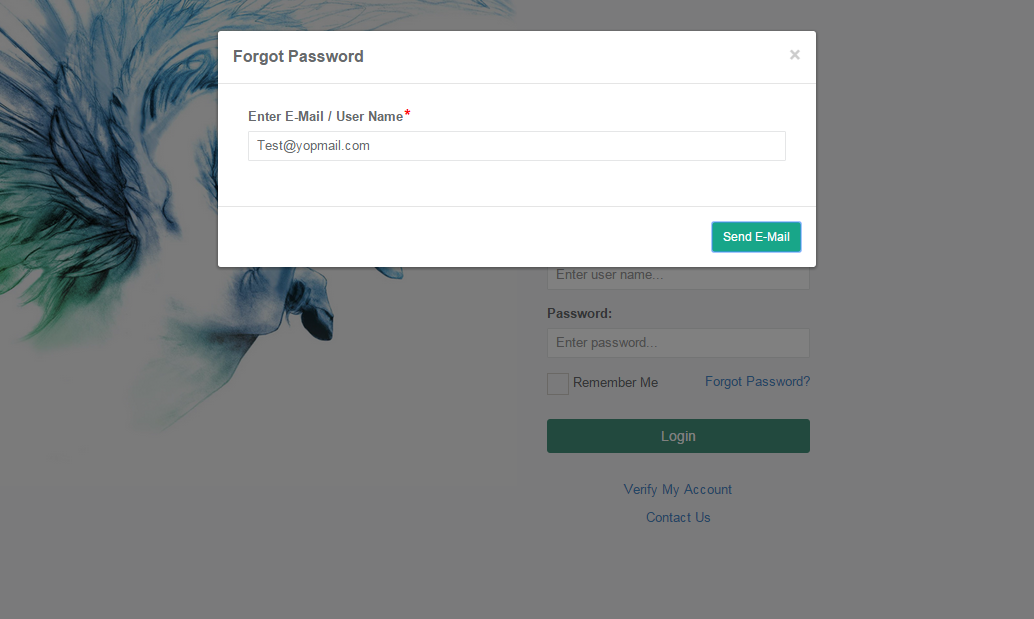 Forgot Password ×
Enter E-Mail / User Name*
Test@yopmail.com
Send E-Mail
Enter user name...
Password:
Enter password...
Remember Me Forgot Password?
Login
Verify My Account
Contact Us